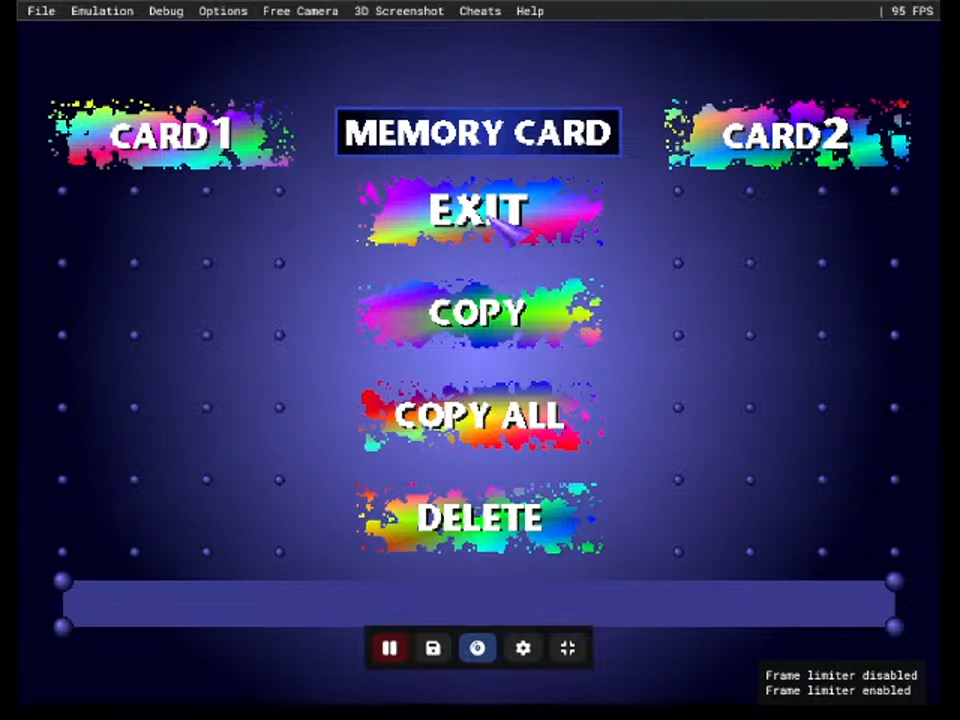 File Emulation Debug Options Free Camera 3D Screenshot Cheats Help | 95 FPS
CARD1 MEMORY CARD CARD2
EXIT
COPY
COPY ALL
DELETE
Frame limiter disabled
Frame limiter enabled